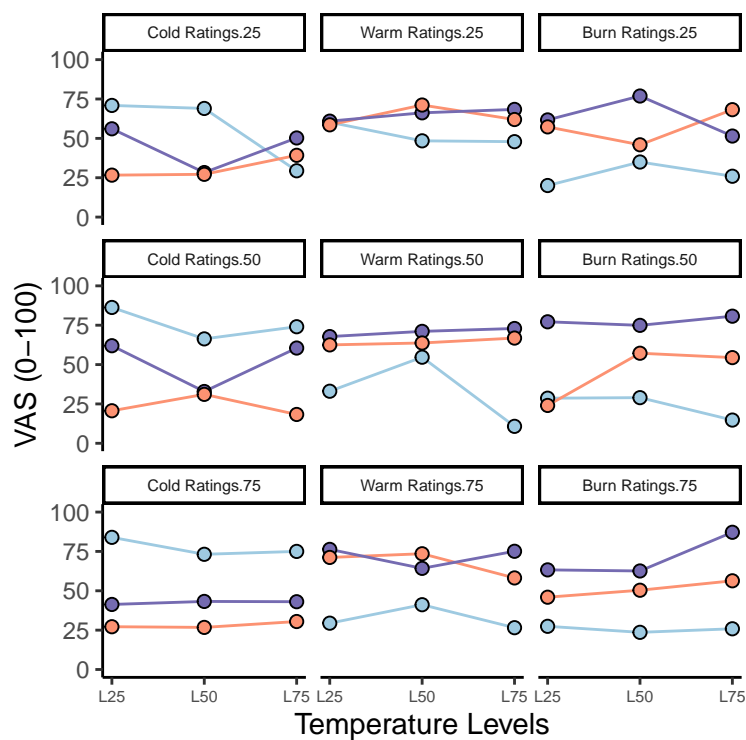 Cold Ratings.25
Warm Ratings.25
Burn Ratings.25
100
75
50
25
0
Cold Ratings.50
Warm Ratings.50
Burn Ratings.50
100
75
50
25
0
VAS (0−100)
Cold Ratings.75
Warm Ratings.75
Burn Ratings.75
100
75
50
25
0
L25 L50 L75
L25 L50 L75
L25 L50 L75
Temperature Levels